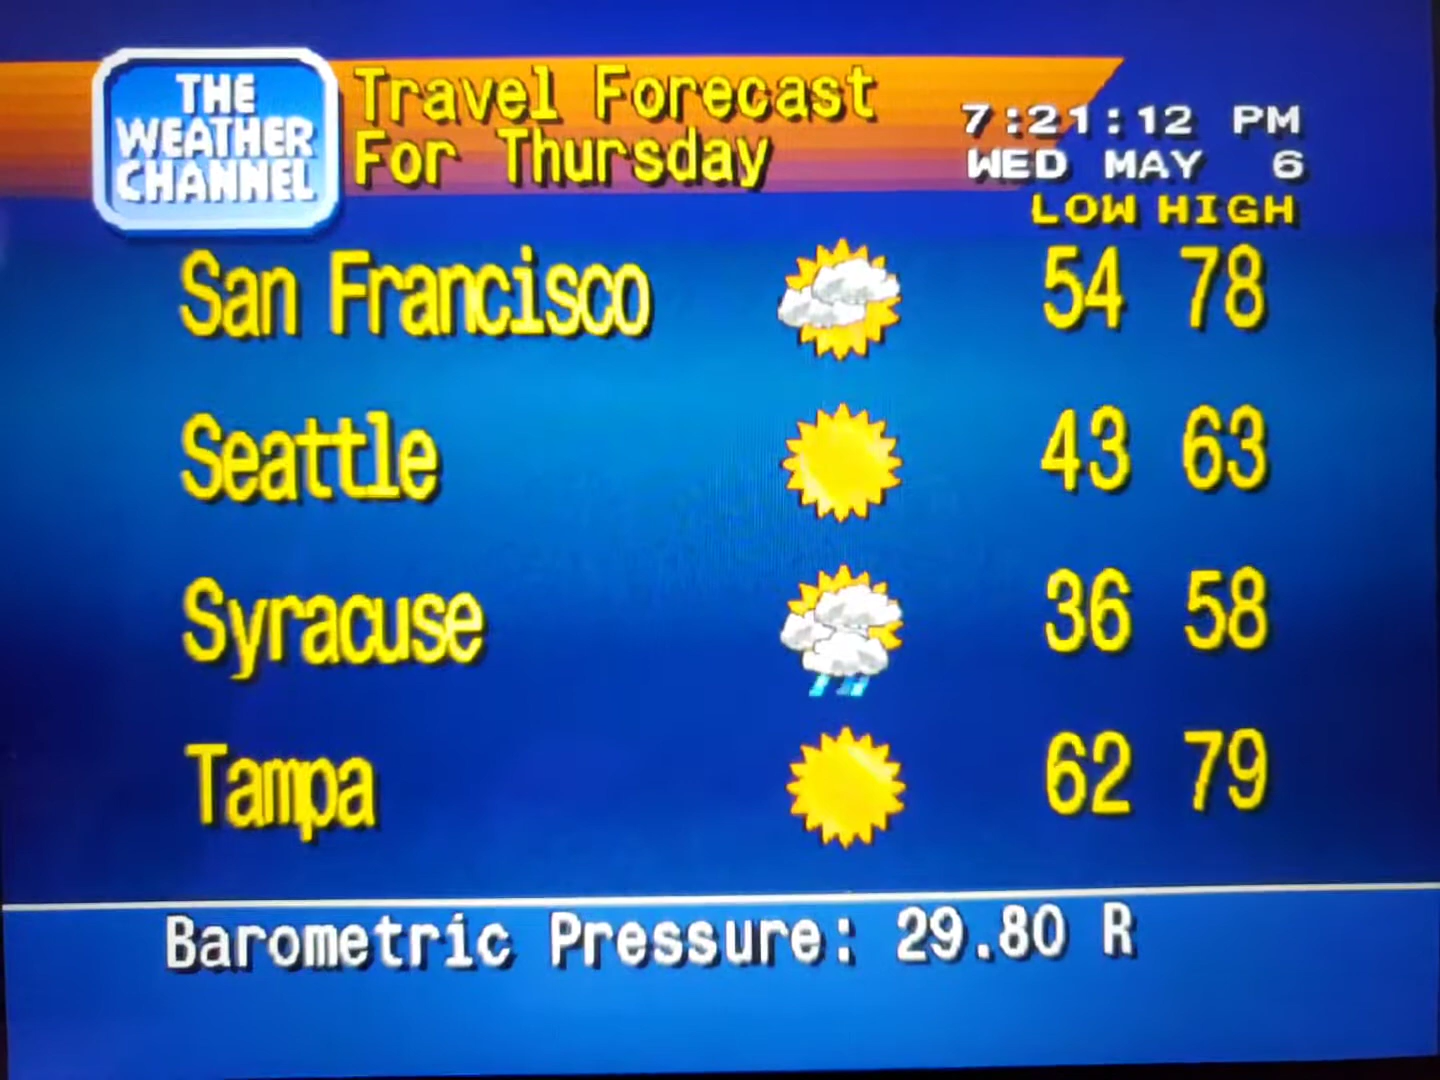 THE
WEATHER
CHANNEL
Travel Forecast
For Thursday
7:21:12 PM
WED MAY 6
LOW HIGH
San Francisco 54 78
Seattle 43 63
Syracuse 36 58
Tampa 62 79
Barometric Pressure: 29.80 R